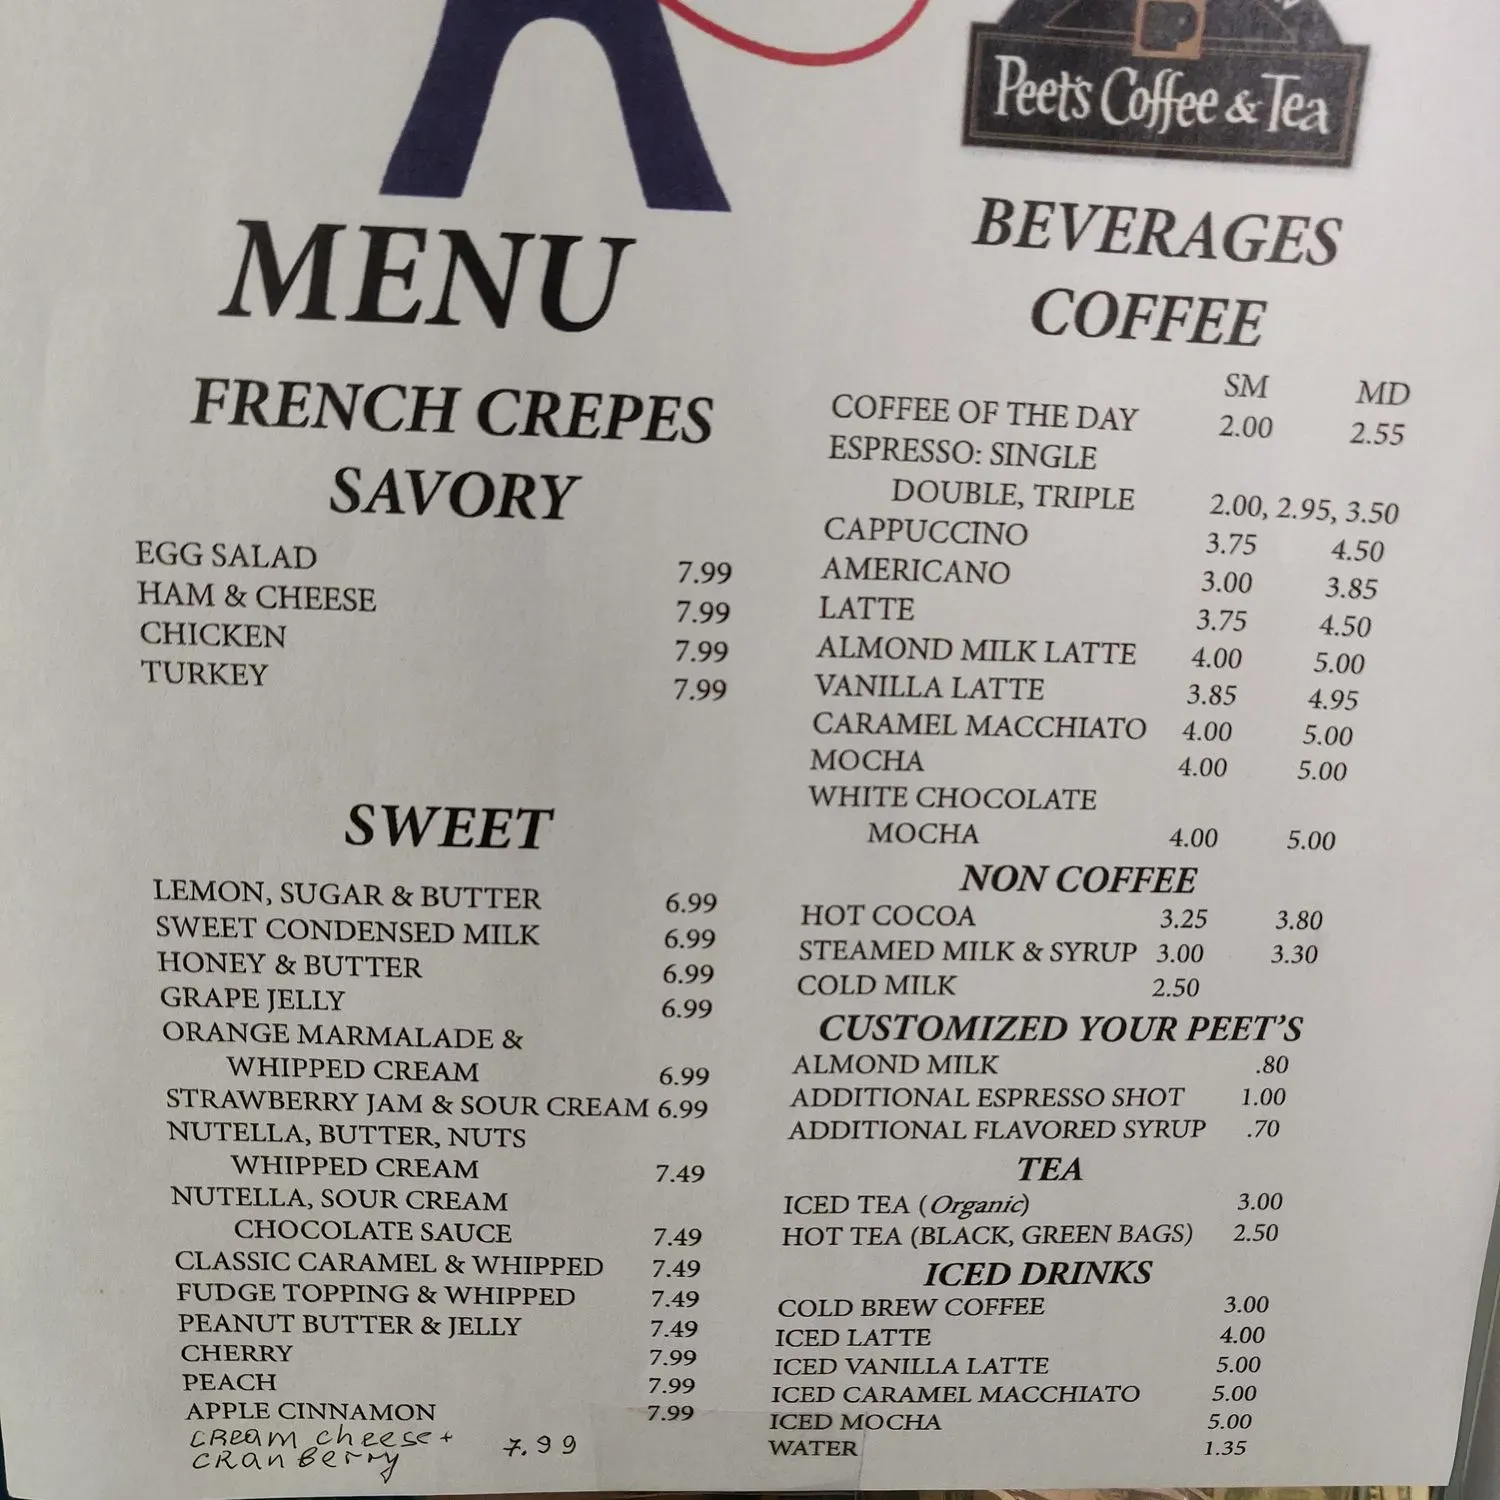 MENU
FRENCH CREPES
SAVORY
EGG SALAD 7.99
HAM & CHEESE 7.99
CHICKEN 7.99
TURKEY 7.99
SWEET
LEMON, SUGAR & BUTTER 6.99
SWEET CONDENSED MILK 6.99
HONEY & BUTTER 6.99
GRAPE JELLY 6.99
ORANGE MARMALADE &
WHIPPED CREAM 6.99
STRAWBERRY JAM & SOUR CREAM 6.99
NUTELLA, BUTTER, NUTS
WHIPPED CREAM 7.49
NUTELLA, SOUR CREAM
CHOCOLATE SAUCE 7.49
CLASSIC CARAMEL & WHIPPED 7.49
FUDGE TOPPING & WHIPPED 7.49
PEANUT BUTTER & JELLY 7.49
CHERRY 7.99
PEACH 7.99
APPLE CINNAMON 7.99
cream cheese + 7.99
cranberry
Peet's Coffee & Tea
BEVERAGES
COFFEE
SM MD
COFFEE OF THE DAY 2.00 2.55
ESPRESSO: SINGLE
DOUBLE, TRIPLE 2.00, 2.95, 3.50
CAPPUCCINO 3.75 4.50
AMERICANO 3.00 3.85
LATTE 3.75 4.50
ALMOND MILK LATTE 4.00 5.00
VANILLA LATTE 3.85 4.95
CARAMEL MACCHIATO 4.00 5.00
MOCHA 4.00 5.00
WHITE CHOCOLATE
MOCHA 4.00 5.00
NON COFFEE
HOT COCOA 3.25 3.80
STEAMED MILK & SYRUP 3.00 3.30
COLD MILK 2.50
CUSTOMIZED YOUR PEET'S
ALMOND MILK .80
ADDITIONAL ESPRESSO SHOT 1.00
ADDITIONAL FLAVORED SYRUP .70
TEA
ICED TEA (Organic) 3.00
HOT TEA (BLACK, GREEN BAGS) 2.50
ICED DRINKS
COLD BREW COFFEE 3.00
ICED LATTE 4.00
ICED VANILLA LATTE 5.00
ICED CARAMEL MACCHIATO 5.00
ICED MOCHA 5.00
WATER 1.35